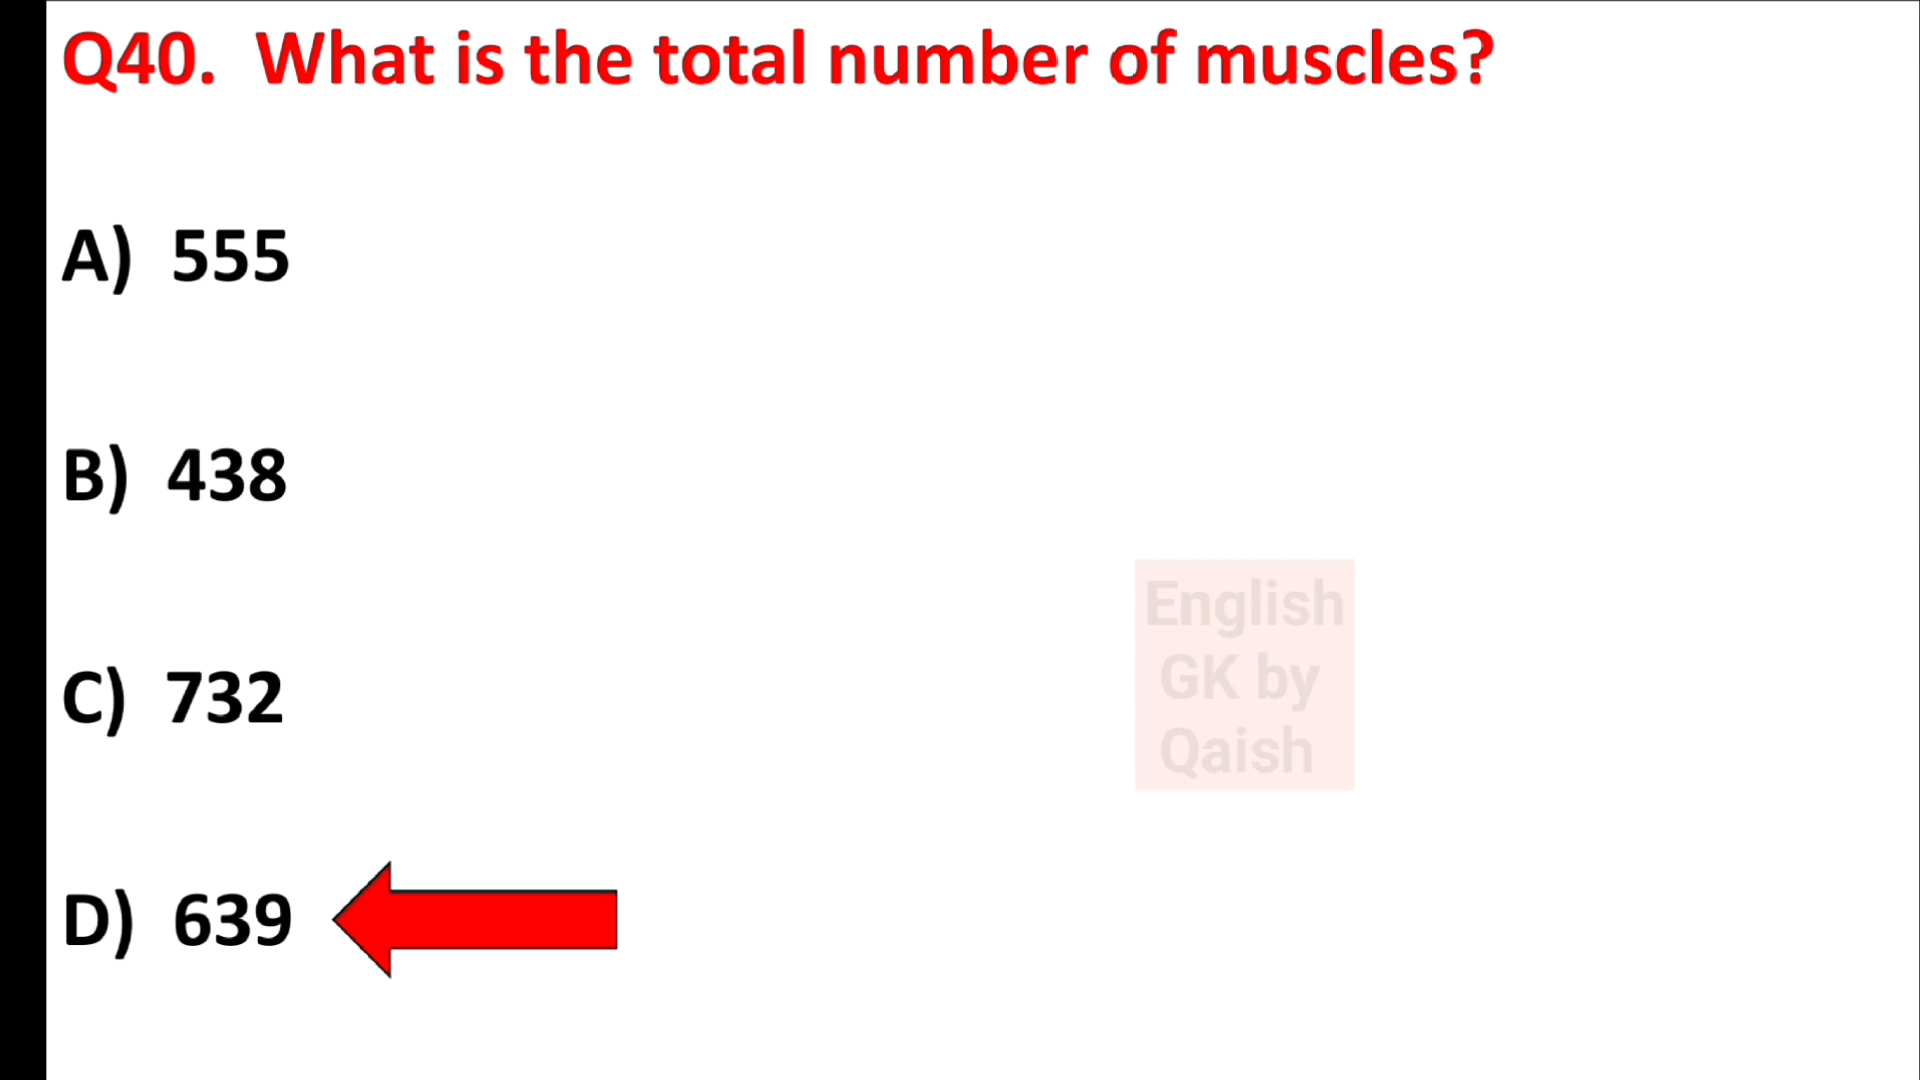 Q40. What is the total number of muscles?
A) 555
B) 438
C) 732
D) 639
English
GK by
Qaish